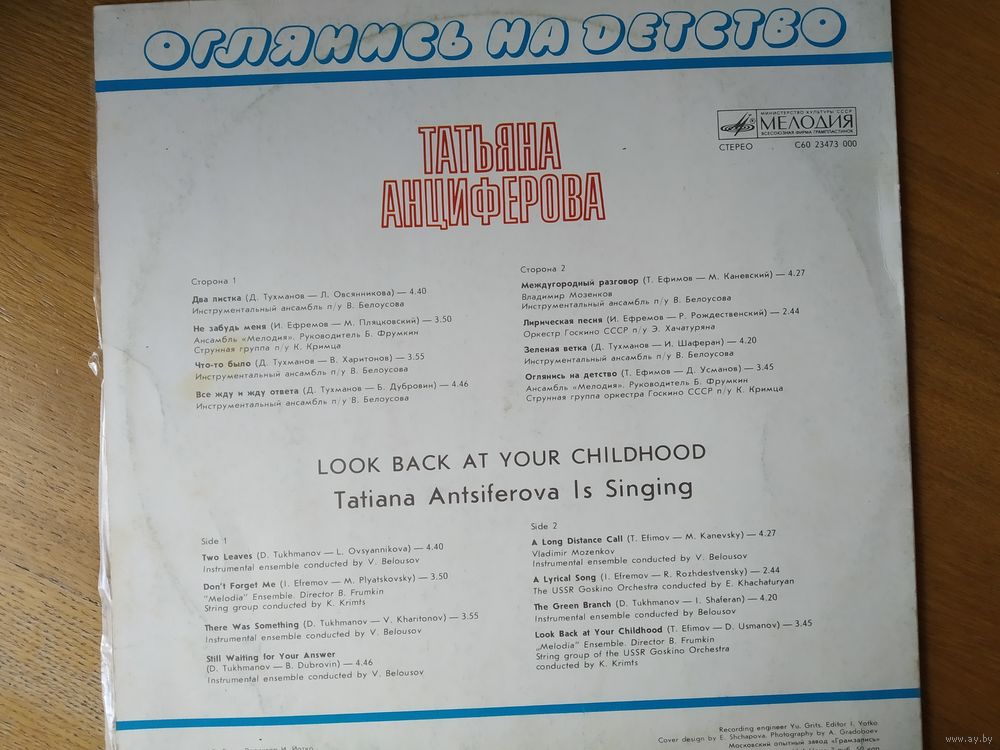 ОГЛЯНИСЬ НА ДЕТСТВО
ТАТЬЯНА
АНЦИФЕРОВА
МИНИСТЕРСТВО КУЛЬТУРЫ СССР
МЕЛОДИЯ
ВСЕСОЮЗНАЯ ФИРМА ГРАМПЛАСТИНОК
СТЕРЕО С60 23473 000
Сторона 1
Два листка (Д. Тухманов — Л. Овсянникова) — 4.40
Инструментальный ансамбль п/у В. Белоусова
Не забудь меня (И. Ефремов — М. Пляцковский) — 3.50
Ансамбль «Мелодия». Руководитель Б. Фрумкин
Струнная группа п/у К. Кримца
Что-то было (Д. Тухманов — В. Харитонов) — 3.55
Инструментальный ансамбль п/у В. Белоусова
Все жду и жду ответа (Д. Тухманов — Б. Дубровин) — 4.46
Инструментальный ансамбль п/у В. Белоусова
Сторона 2
Междугородный разговор (Т. Ефимов — М. Каневский) — 4.27
Владимир Мозенков
Инструментальный ансамбль п/у В. Белоусова
Лирическая песня (И. Ефремов — Р. Рождественский) — 2.44
Оркестр Госкино СССР п/у Э. Хачатуряна
Зеленая ветка (Д. Тухманов — И. Шаферан) — 4.20
Инструментальный ансамбль п/у В. Белоусова
Оглянись на детство (Т. Ефимов — Д. Усманов) — 3.45
Ансамбль «Мелодия». Руководитель Б. Фрумкин
Струнная группа оркестра Госкино СССР п/у К. Кримца
LOOK BACK AT YOUR CHILDHOOD
Tatiana Antsiferova Is Singing
Side 1
Two Leaves (D. Tukhmanov — L. Ovsyannikova) — 4.40
Instrumental ensemble conducted by V. Belousov
Don't Forget Me (I. Efremov — M. Plyatskovsky) — 3.50
"Melodia" Ensemble. Director B. Frumkin
String group conducted by K. Krimts
There Was Something (D. Tukhmanov — V. Kharitonov) — 3.55
Instrumental ensemble conducted by V. Belousov
Still Waiting for Your Answer
(D. Tukhmanov — B. Dubrovin) — 4.46
Instrumental ensemble conducted by V. Belousov
Side 2
A Long Distance Call (T. Efimov — M. Kanevsky) — 4.27
Vladimir Mozenkov
Instrumental ensemble conducted by V. Belousov
A Lyrical Song (I. Efremov — R. Rozhdestvensky) — 2.44
The USSR Goskino Orchestra conducted by E. Khachaturyan
The Green Branch (D. Tukhmanov — I. Shaferan) — 4.20
Instrumental ensemble conducted by Belousov
Look Back at Your Childhood (T. Efimov — D. Usmanov) — 3.45
„Melodia" Ensemble. Director B. Frumkin
String group of the USSR Goskino Orchestra
conducted by K. Krimts
Recording engineer Yu. Grits. Editor I. Yotko
Cover design by E. Shchapova, Photography by A. Gradoboev
Московский опытный завод «Грамзапись»
www.ay.by